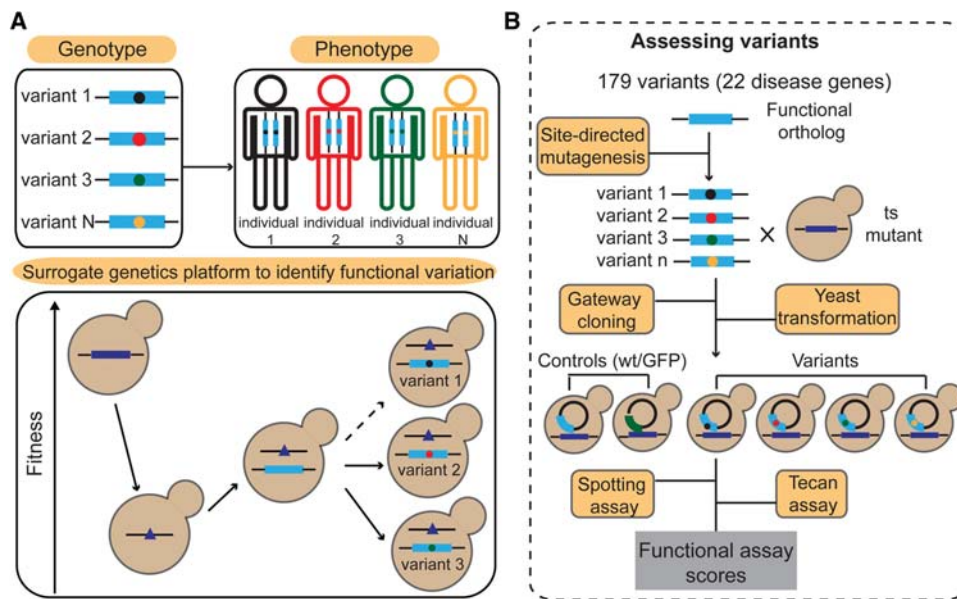 A
Genotype
Phenotype
variant 1
variant 2
variant 3
variant N
individual
1
individual
2
individual
3
individual
N
Surrogate genetics platform to identify functional variation
Fitness
variant 1
variant 2
variant 3
B
Assessing variants
179 variants (22 disease genes)
Functional
ortholog
Site-directed
mutagenesis
variant 1
variant 2
variant 3
variant n
X
ts
mutant
Gateway
cloning
Yeast
transformation
Controls (wt/GFP)
Variants
Spotting
assay
Tecan
assay
Functional assay
scores